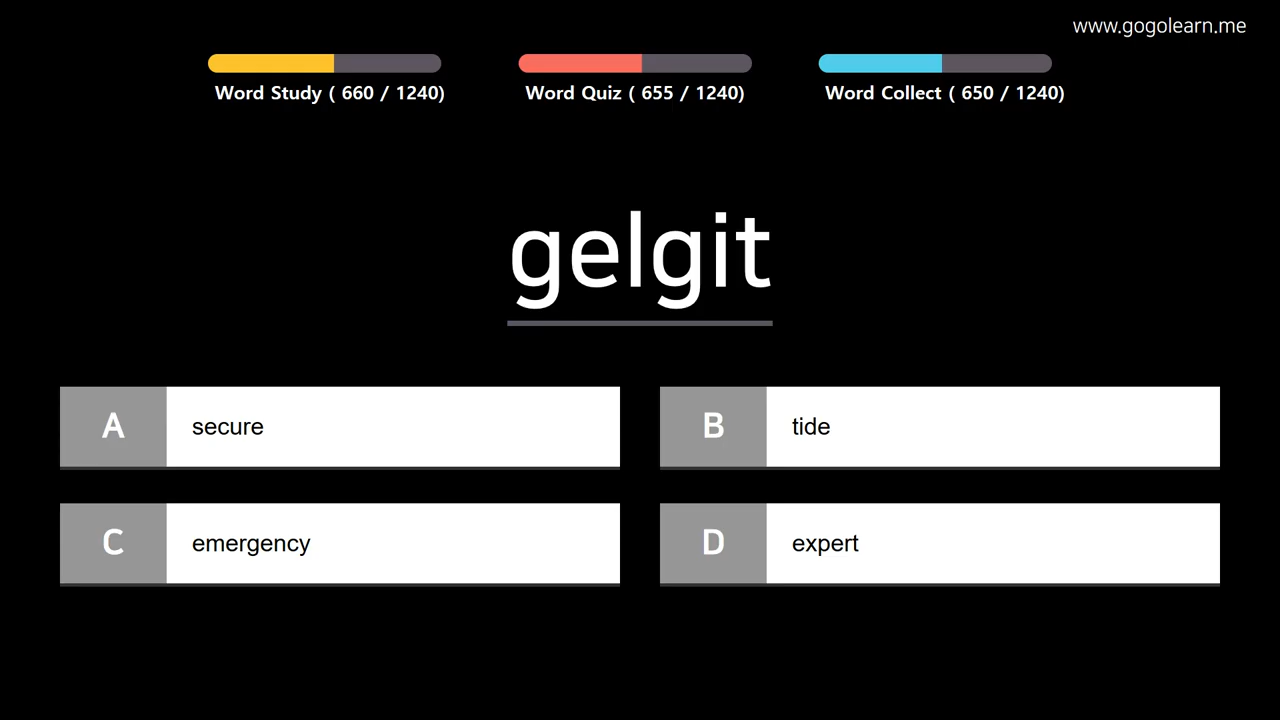 www.gogolearn.me
Word Study ( 660 / 1240)
Word Quiz ( 655 / 1240)
Word Collect ( 650 / 1240)
gelgit
A secure
B tide
C emergency
D expert